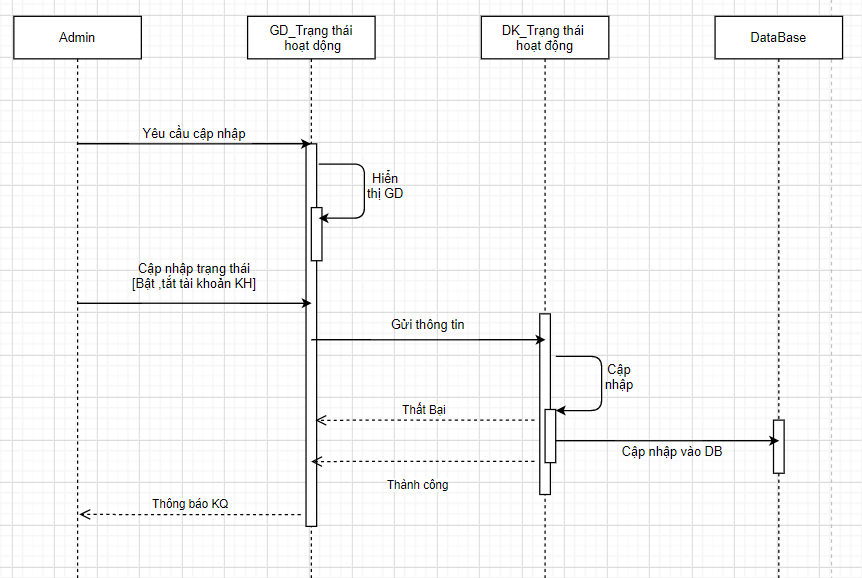 Admin
GD_Trạng thái
hoạt dộng
DK_Trạng thái
hoạt động
DataBase
Yêu cầu cập nhập
Hiển
thị GD
Cập nhập trạng thái
[Bật ,tắt tài khoản KH]
Gửi thông tin
Cập
nhập
Thất Bại
Cập nhập vào DB
Thành công
Thông báo KQ